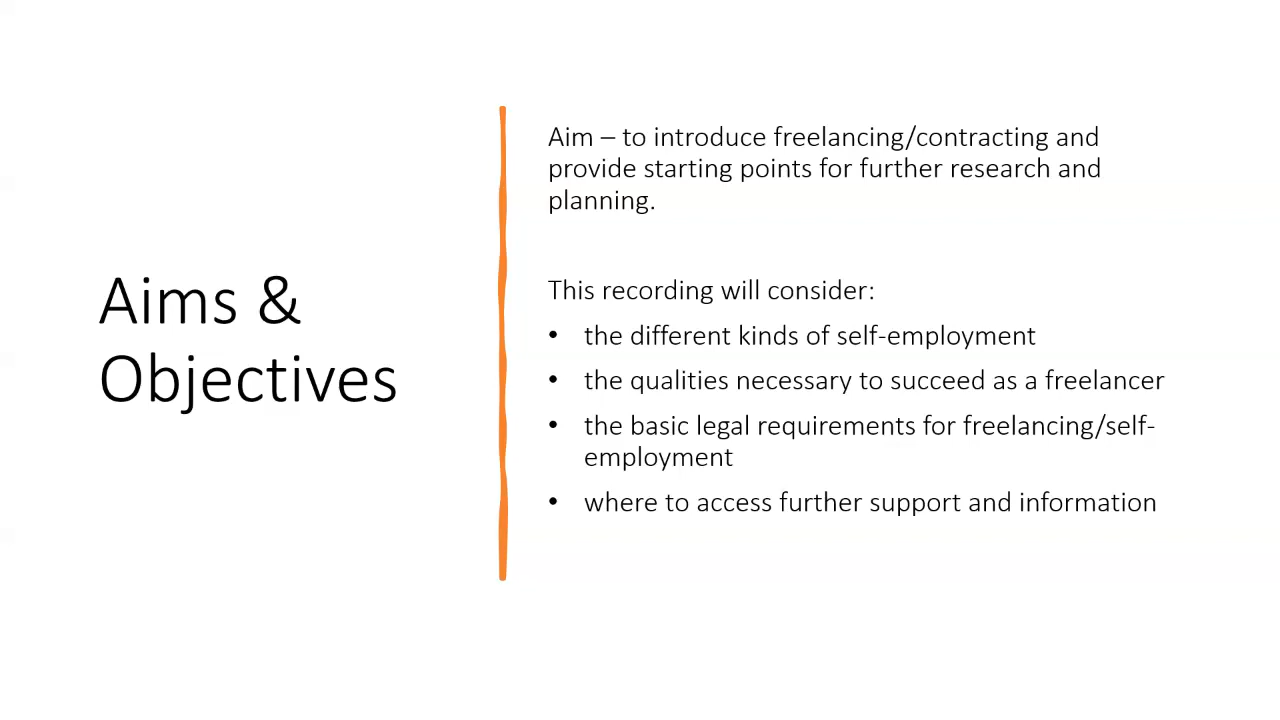 Aims &
Objectives
Aim – to introduce freelancing/contracting and
provide starting points for further research and
planning.
This recording will consider:
• the different kinds of self-employment
• the qualities necessary to succeed as a freelancer
• the basic legal requirements for freelancing/self-
employment
• where to access further support and information